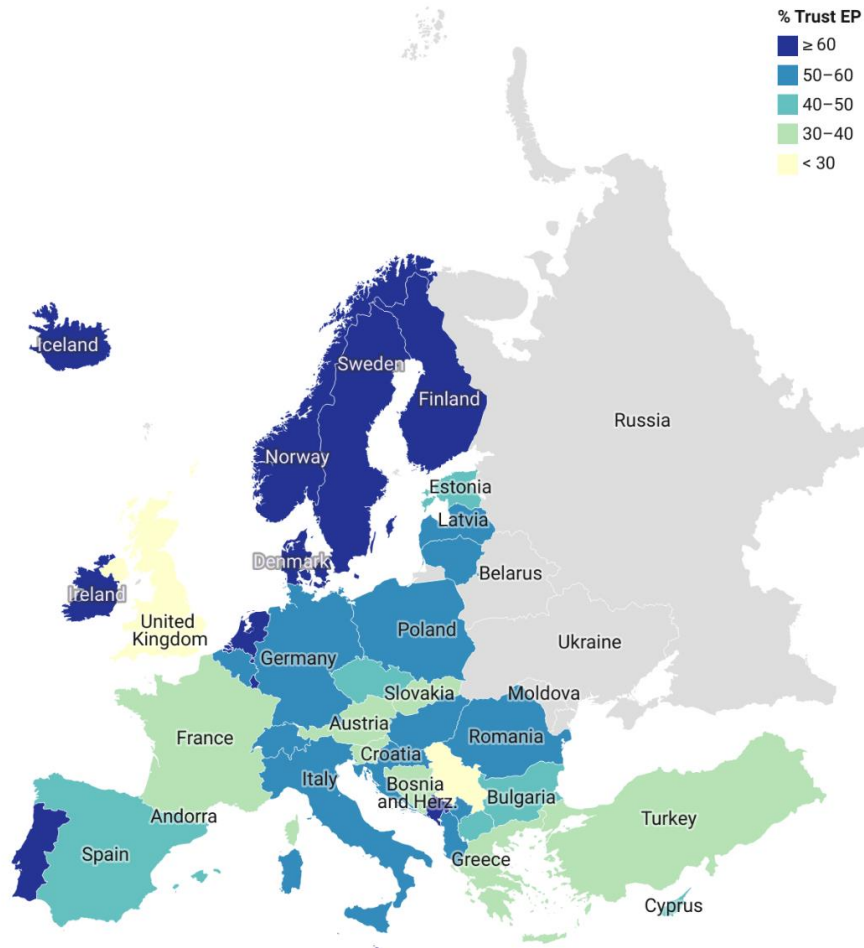 % Trust EP
≥ 60
50–60
40–50
30–40
< 30
Iceland
Sweden
Finland
Russia
Norway
Estonia
Latvia
Denmark
Belarus
Ireland
United
Kingdom
Poland
Ukraine
Germany
Slovakia
Moldova
Austria
France
Romania
Croatia
Italy
Bosnia
and Herz.
Bulgaria
Andorra
Turkey
Spain
Greece
Cyprus